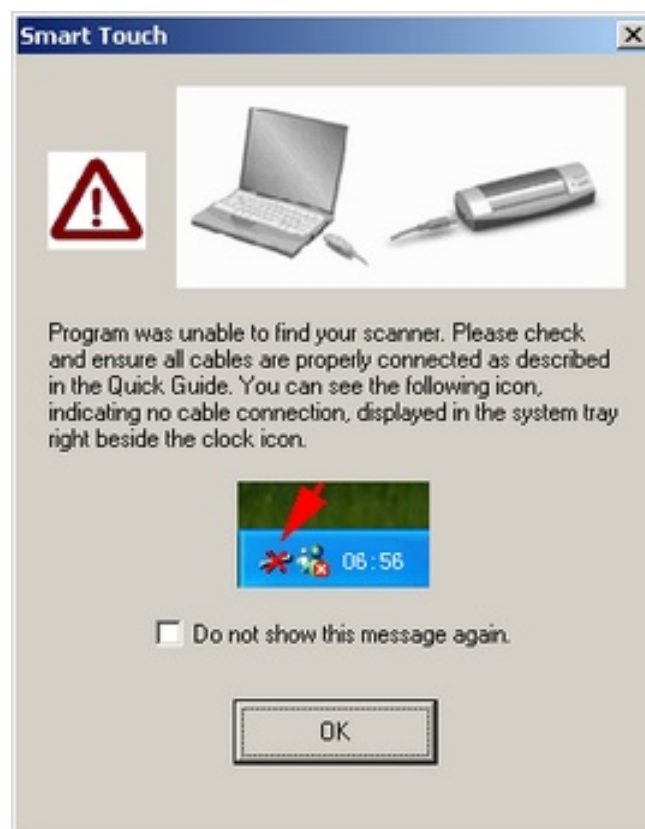 Smart Touch
Program was unable to find your scanner. Please check
and ensure all cables are properly connected as described
in the Quick Guide. You can see the following icon,
indicating no cable connection, displayed in the system tray
right beside the clock icon.
06:56
Do not show this message again.
OK